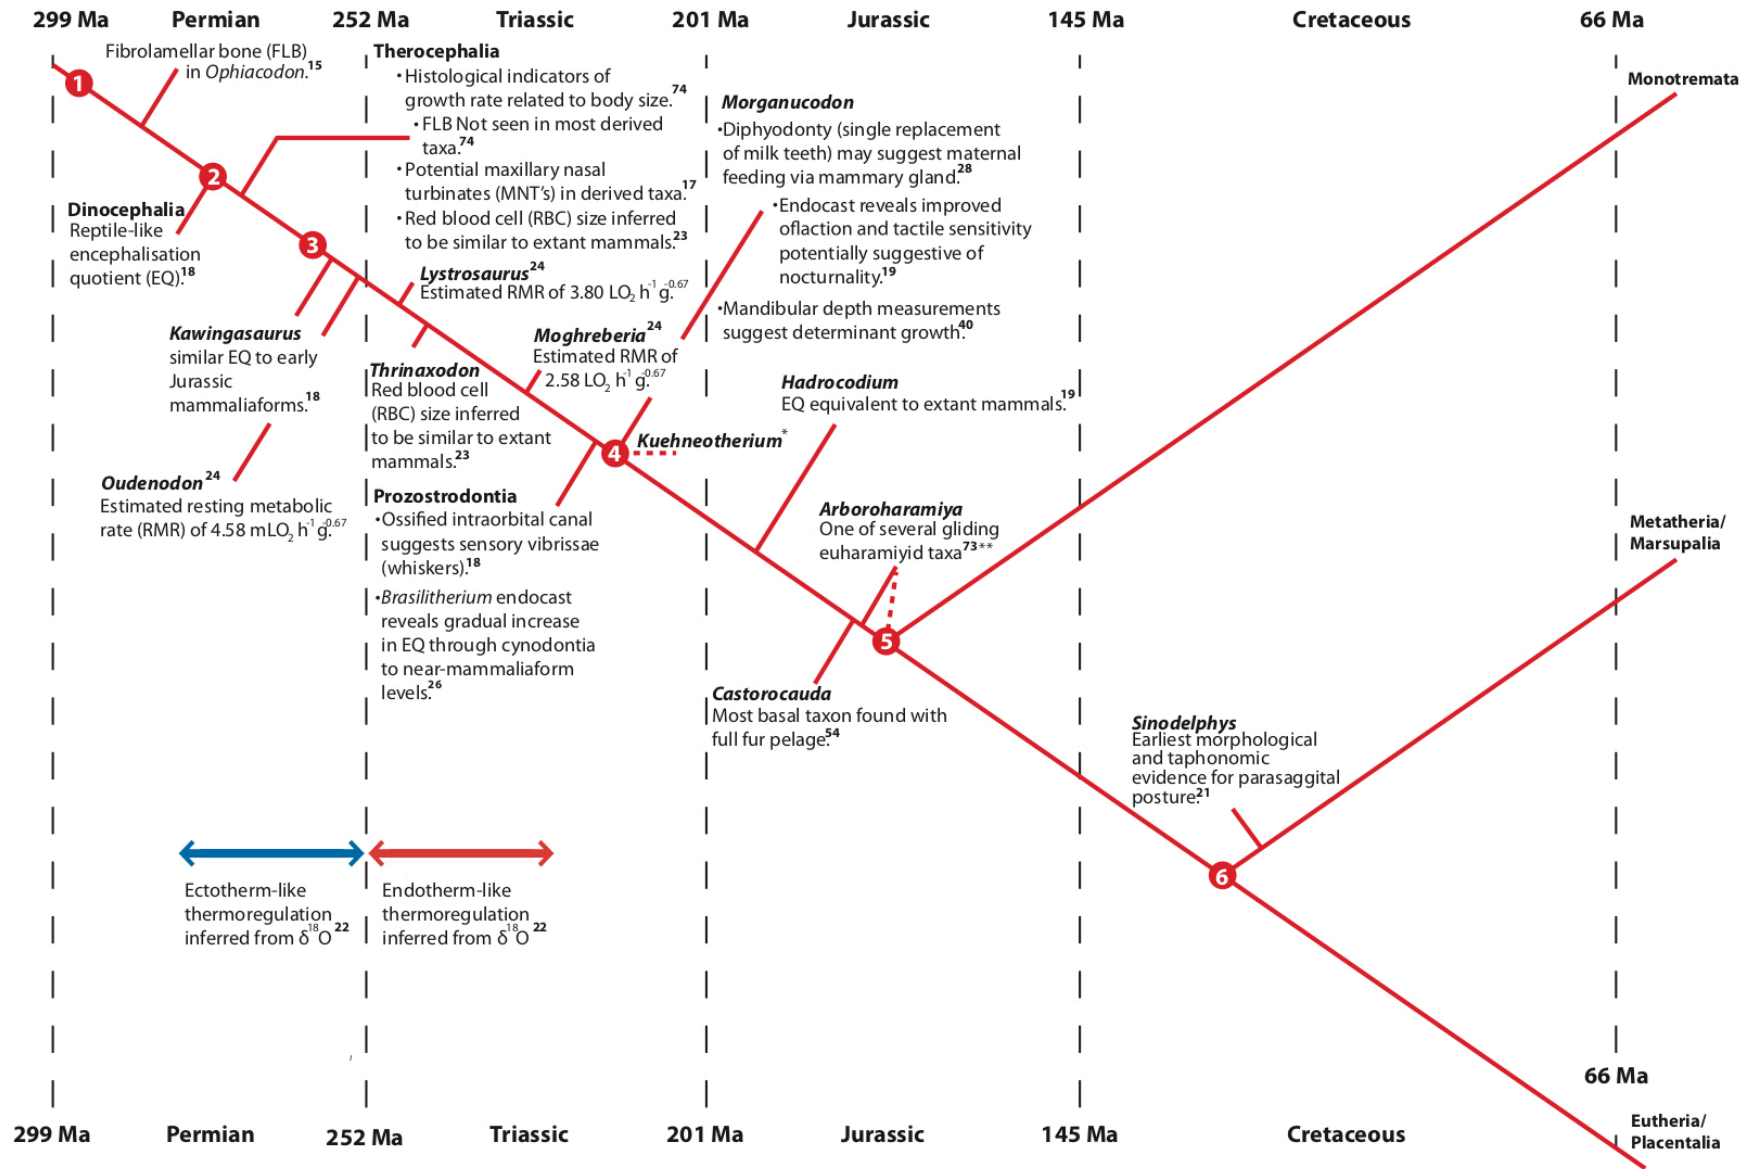 299 Ma Permian 252 Ma Triassic 201 Ma Jurassic 145 Ma Cretaceous 66 Ma
Fibrolamellar bone (FLB)
in Ophiacodon.15
Therocephalia
•Histological indicators of
growth rate related to body size.74
•FLB Not seen in most derived
taxa.74
•Potential maxillary nasal
turbinates (MNT's) in derived taxa.17
•Red blood cell (RBC) size inferred
to be similar to extant mammals.23
Morganucodon
•Diphyodonty (single replacement
of milk teeth) may suggest maternal
feeding via mammary gland.28
•Endocast reveals improved
oflaction and tactile sensitivity
potentially suggestive of
nocturnality.19
•Mandibular depth measurements
suggest determinant growth.40
Monotremata
1
2
3
4
5
6
Dinocephalia
Reptile-like
encephalisation
quotient (EQ).18
Lystrosaurus24
Estimated RMR of 3.80 LO2 h-1 g-0.67.
Kawingasaurus
similar EQ to early
Jurassic
mammaliaforms.18
Moghreberia24
Estimated RMR of
2.58 LO2 h-1 g-0.67.
Thrinaxodon
Red blood cell
(RBC) size inferred
to be similar to extant
mammals.23
Hadrocodium
EQ equivalent to extant mammals.19
Kuehneotherium*
Oudenodon24
Estimated resting metabolic
rate (RMR) of 4.58 mLO2 h-1 g-0.67.
Prozostrodontia
•Ossified intraorbital canal
suggests sensory vibrissae
(whiskers).18
•Brasilitherium endocast
reveals gradual increase
in EQ through cynodontia
to near-mammaliaform
levels.26
Arboroharamiya
One of several gliding
euharamiyid taxa73**
Metatheria/
Marsupalia
Castorocauda
Most basal taxon found with
full fur pelage.54
Sinodelphys
Earliest morphological
and taphonomic
evidence for parasaggital
posture.21
Ectotherm-like
thermoregulation
inferred from δ18O 22
Endotherm-like
thermoregulation
inferred from δ18O 22
66 Ma
Eutheria/
Placentalia
299 Ma Permian 252 Ma Triassic 201 Ma Jurassic 145 Ma Cretaceous